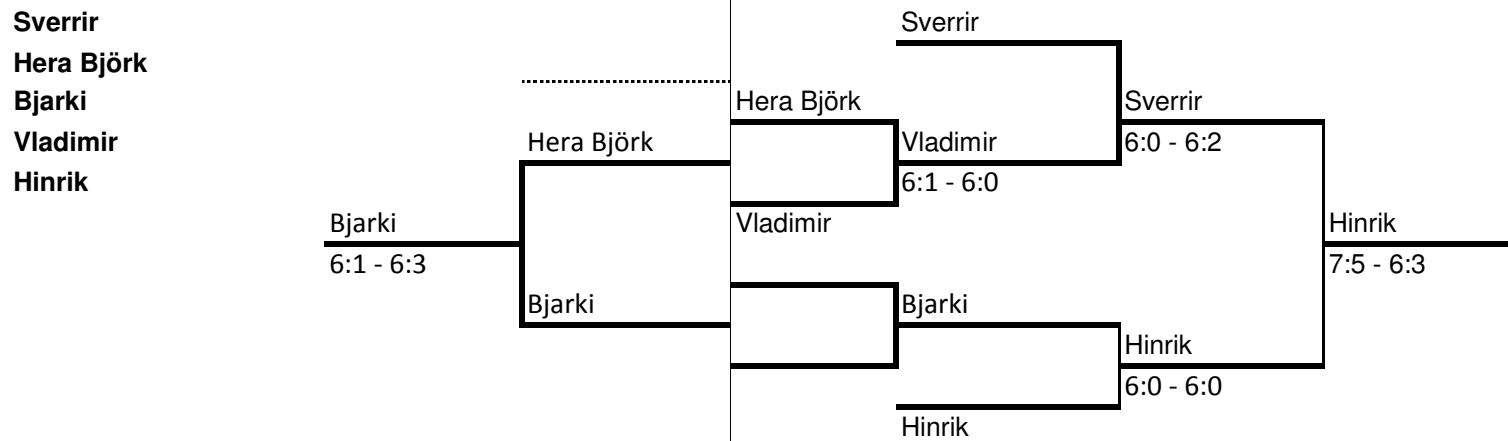 Sverrir
Sverrir
Hera Björk
Bjarki
Hera Björk
Sverrir
Vladimir
Hera Björk
Vladimir
6:0 - 6:2
Hinrik
6:1 - 6:0
Bjarki
Vladimir
Hinrik
6:1 - 6:3
7:5 - 6:3
Bjarki
Bjarki
Hinrik
6:0 - 6:0
Hinrik